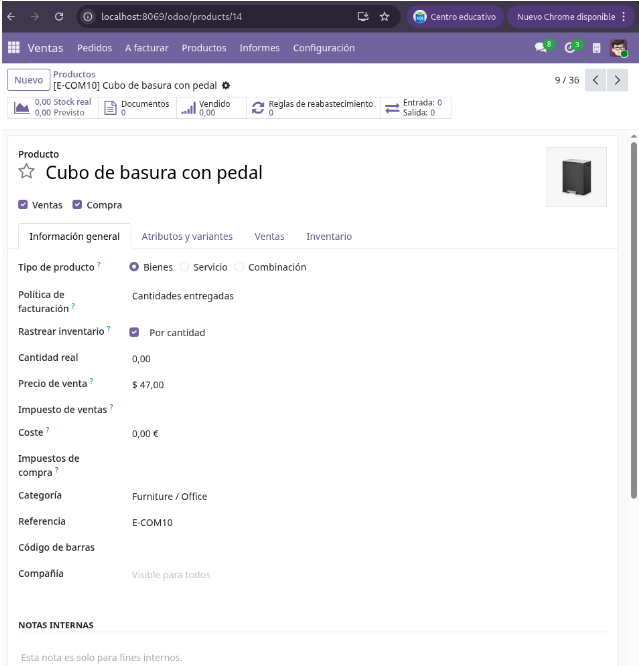 localhost:8069/odoo/products/14
Centro educativo
Nuevo Chrome disponible
Ventas Pedidos A facturar Productos Informes Configuración 8 3
Nuevo
Productos
[E-COM10] Cubo de basura con pedal
9 / 36
0,00 Stock real
0,00 Previsto
Documentos
0
Vendido
0,00
Reglas de reabastecimiento
0
Entrada: 0
Salida: 0
Producto
Cubo de basura con pedal
Ventas Compra
Información general Atributos y variantes Ventas Inventario
Tipo de producto ? Bienes Servicio Combinación
Política de
facturación ? Cantidades entregadas
Rastrear inventario ? Por cantidad
Cantidad real 0,00
Precio de venta ? $ 47,00
Impuesto de ventas ?
Coste ? 0,00 €
Impuestos de
compra ?
Categoría Furniture / Office
Referencia E-COM10
Código de barras
Compañía Visible para todos
NOTAS INTERNAS
Esta nota es solo para fines internos.